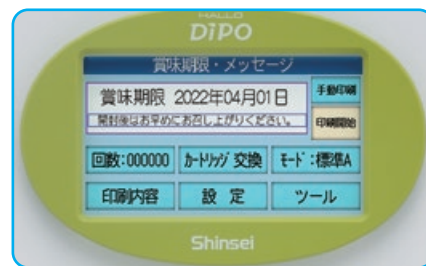 HALLO
DiPO
賞味期限・メッセージ
賞味期限 2022年04月01日
手動印刷
開封後はお早めにお召し上がりください。
印刷開始
回数:000000
カートリッジ 交換
モード:標準A
印刷内容
設定
ツール
Shinsei